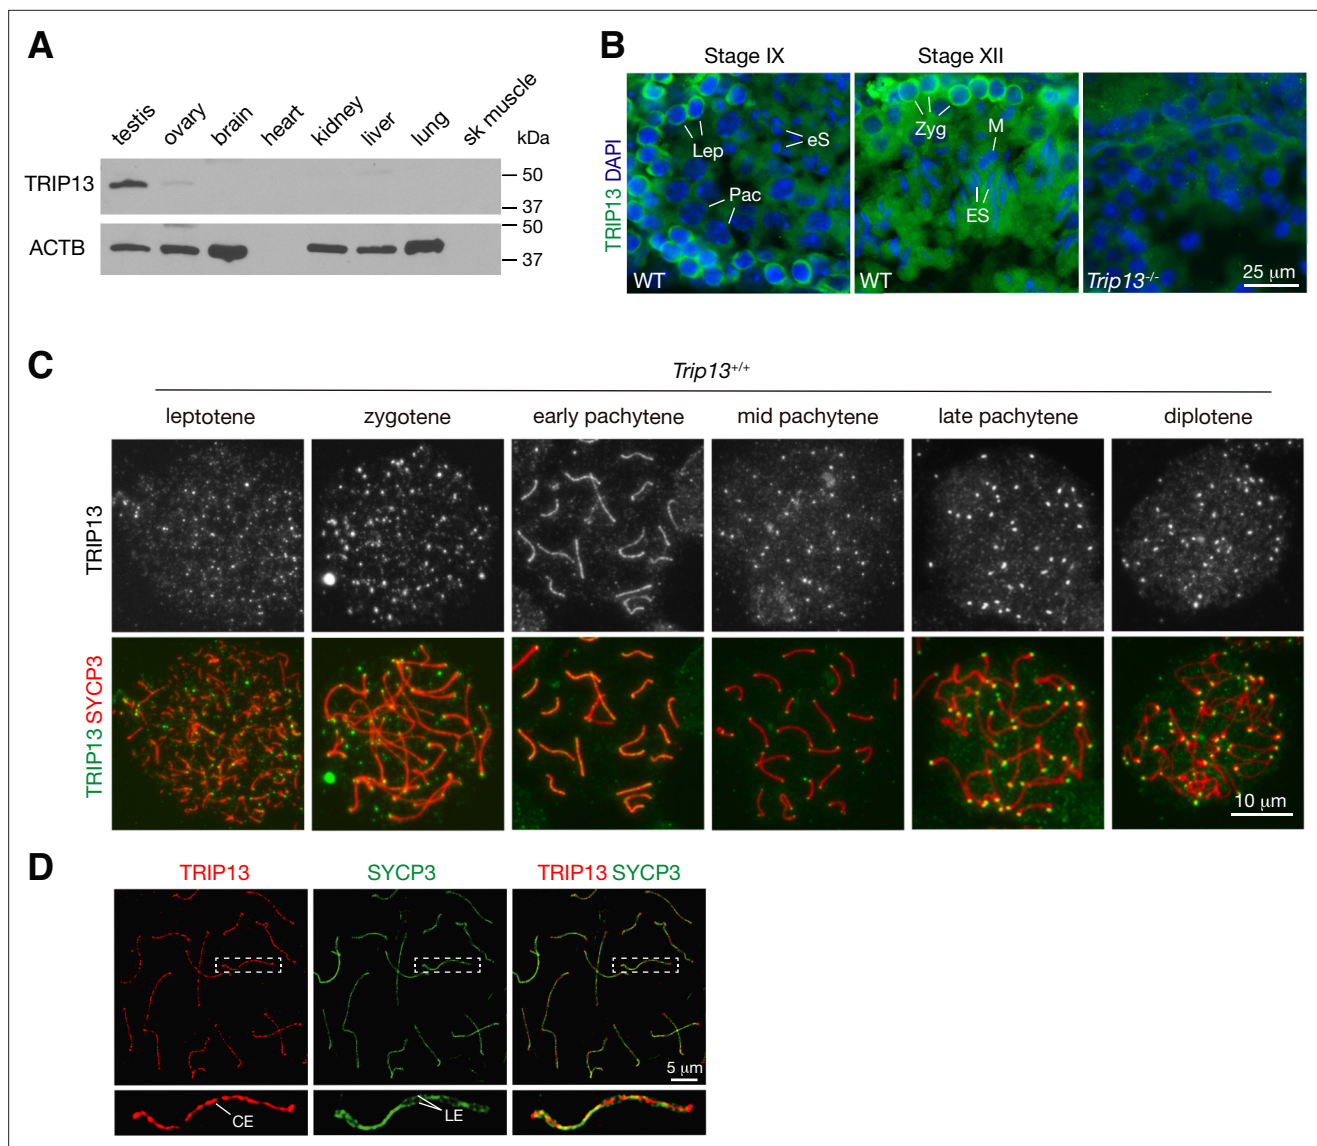 A
testis ovary brain heart kidney liver lung sk muscle
kDa
TRIP13
50
37
ACTB
50
37
B
Stage IX
Stage XII
TRIP13 DAPI
Lep
eS
Pac
WT
Zyg
M
ES
WT
Trip13-/-
25 μm
C
Trip13+/+
leptotene zygotene early pachytene mid pachytene late pachytene diplotene
TRIP13
TRIP13 SYCP3
10 μm
D
TRIP13
SYCP3
TRIP13 SYCP3
5 μm
CE
LE